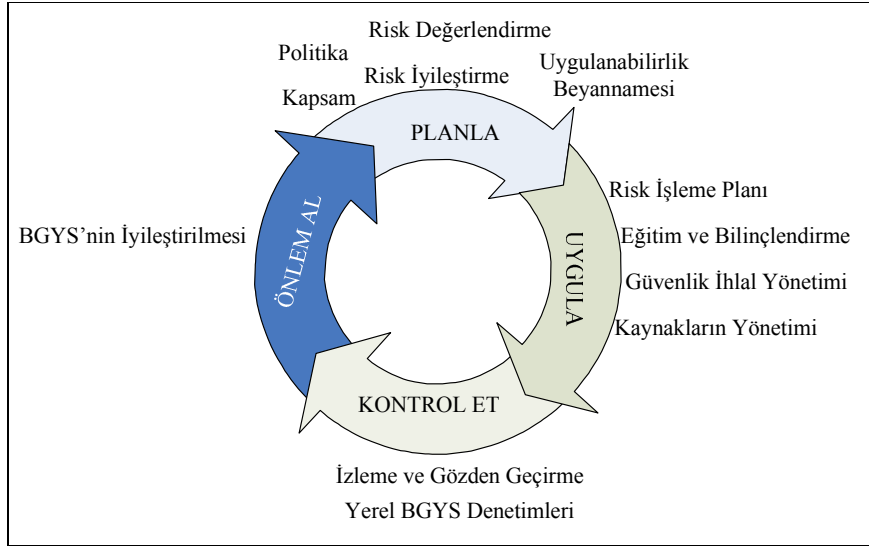 Risk Değerlendirme
Politika
Risk İyileştirme
Uygulanabilirlik
Beyannamesi
Kapsam
PLANLA
Risk İşleme Planı
Eğitim ve Bilinçlendirme
Güvenlik İhlal Yönetimi
Kaynakların Yönetimi
UYGULA
BGYS’nin İyileştirilmesi
ÖNLEM AL
KONTROL ET
İzleme ve Gözden Geçirme
Yerel BGYS Denetimleri